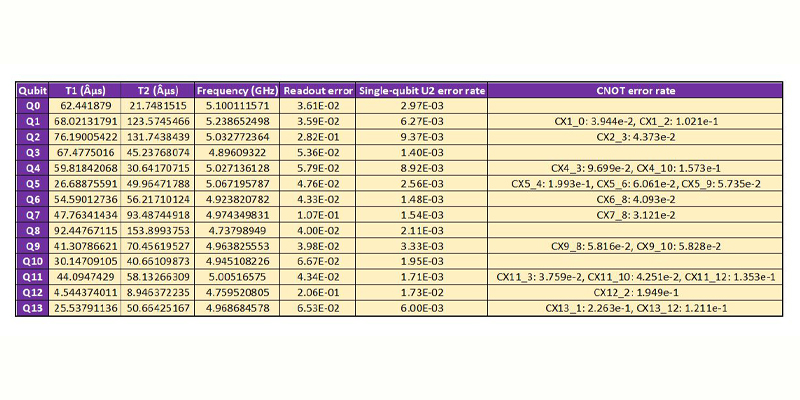 Qubit T1 (Âµs) T2 (Âµs) Frequency (GHz) Readout error Single-qubit U2 error rate CNOT error rate
Q0 62.441879 21.7481515 5.100111571 3.61E-02 2.97E-03
Q1 68.02131791 123.5745466 5.238652498 3.59E-02 6.27E-03 CX1_0: 3.944e-2, CX1_2: 1.021e-1
Q2 76.19005422 131.7438439 5.032772364 2.82E-01 9.37E-03 CX2_3: 4.373e-2
Q3 67.4775016 45.23768074 4.89609322 5.36E-02 1.40E-03
Q4 59.81842068 30.64170715 5.027136128 5.79E-02 8.92E-03 CX4_3: 9.699e-2, CX4_10: 1.573e-1
Q5 26.68875591 49.96471788 5.067195787 4.76E-02 2.56E-03 CX5_4: 1.993e-1, CX5_6: 6.061e-2, CX5_9: 5.735e-2
Q6 54.59012736 56.21710124 4.923820782 4.33E-02 1.48E-03 CX6_8: 4.093e-2
Q7 47.76341434 93.48744918 4.974349831 1.07E-01 1.54E-03 CX7_8: 3.121e-2
Q8 92.44767115 153.8993753 4.73798949 4.00E-02 2.11E-03
Q9 41.30786621 70.45619527 4.963825553 3.98E-02 3.33E-03 CX9_8: 5.816e-2, CX9_10: 5.828e-2
Q10 30.14709105 40.66109873 4.945108226 6.67E-02 1.95E-03
Q11 44.0947429 58.13266309 5.00516575 4.34E-02 1.71E-03 CX11_3: 3.759e-2, CX11_10: 4.251e-2, CX11_12: 1.353e-1
Q12 4.544374011 8.946372235 4.759520805 2.06E-01 1.73E-02 CX12_2: 1.949e-1
Q13 25.53791136 50.66425167 4.968684578 6.53E-02 6.00E-03 CX13_1: 2.263e-1, CX13_12: 1.211e-1